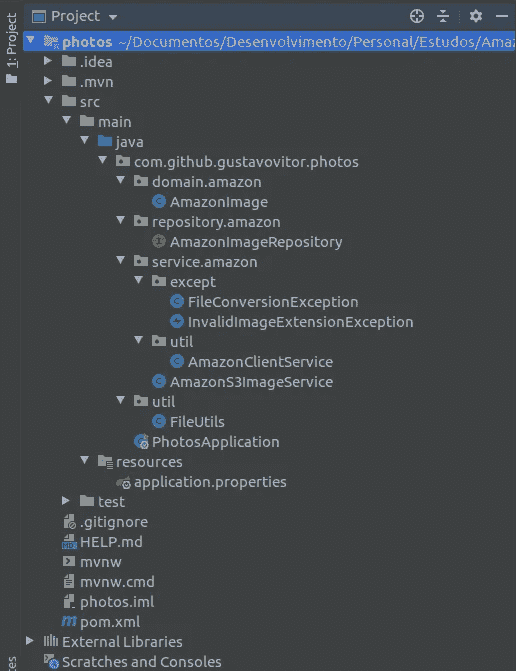 Project
1: Project
photos ~/Documentos/Desenvolvimento/Personal/Estudos/Amaz
.idea
.mvn
src
main
java
com.github.gustavovitor.photos
domain.amazon
AmazonImage
repository.amazon
AmazonImageRepository
service.amazon
except
FileConversionException
InvalidImageExtensionException
util
AmazonClientService
AmazonS3ImageService
util
FileUtils
PhotosApplication
resources
application.properties
test
.gitignore
HELP.md
mvnw
mvnw.cmd
photos.iml
pom.xml
External Libraries
Scratches and Consoles